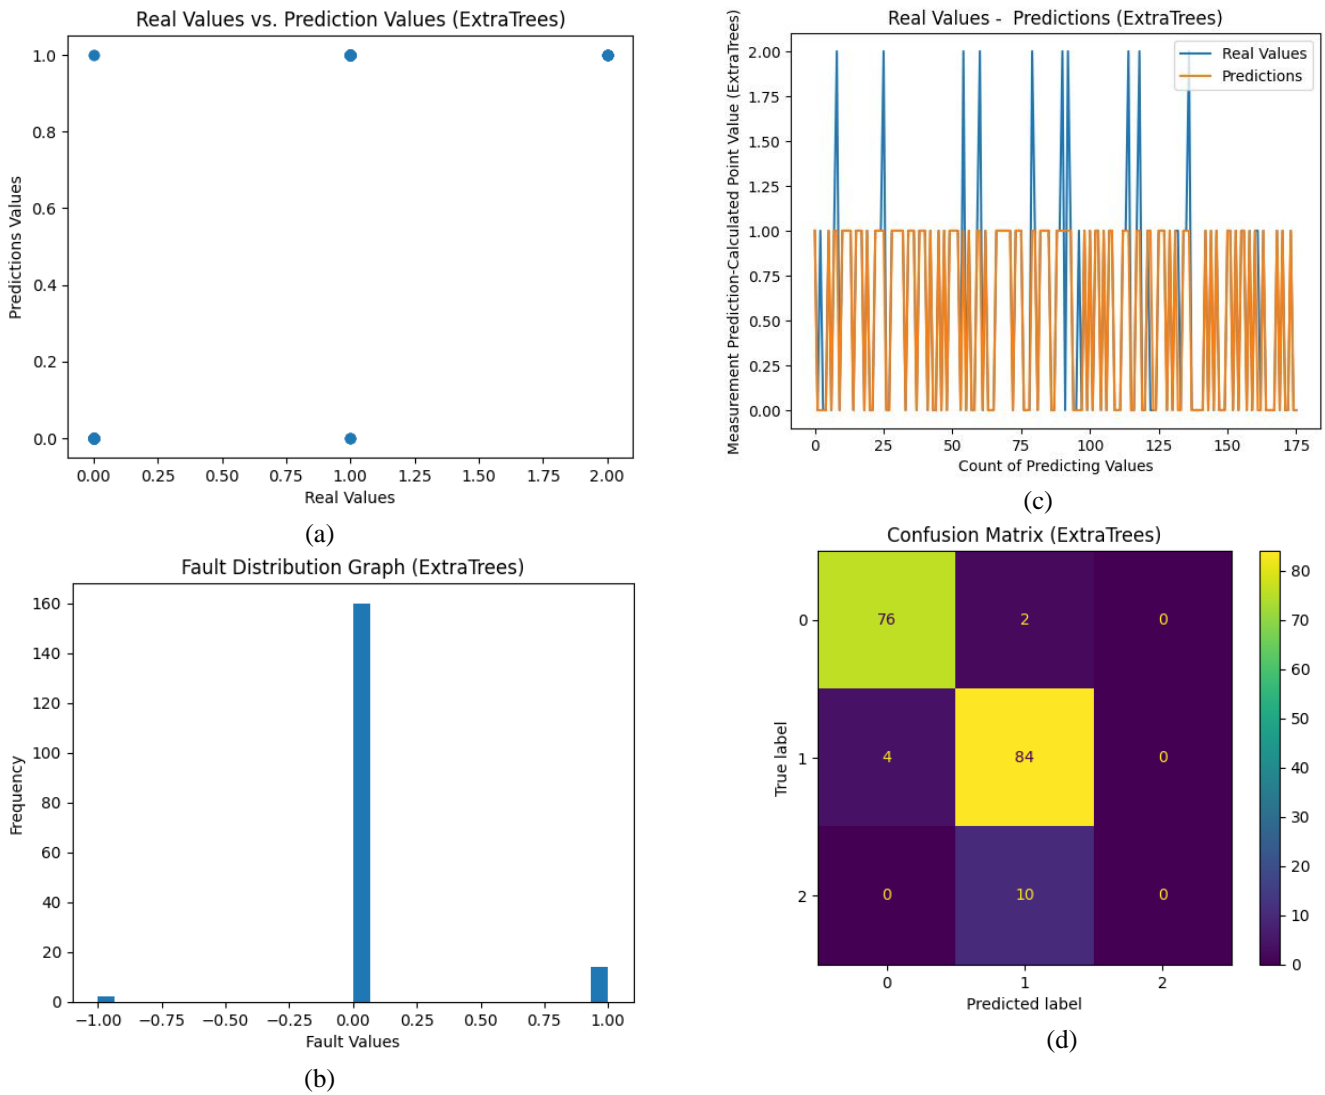 Real Values vs. Prediction Values (ExtraTrees)
Predictions Values
1.0
0.8
0.6
0.4
0.2
0.0
0.00 0.25 0.50 0.75 1.00 1.25 1.50 1.75 2.00
Real Values
(a)
Fault Distribution Graph (ExtraTrees)
Frequency
160
140
120
100
80
60
40
20
0
−1.00 −0.75 −0.50 −0.25 0.00 0.25 0.50 0.75 1.00
Fault Values
(b)
Real Values - Predictions (ExtraTrees)
Measurement Prediction-Calculated Point Value (ExtraTrees)
2.00
1.75
1.50
1.25
1.00
0.75
0.50
0.25
0.00
Real Values
Predictions
0 25 50 75 100 125 150 175
Count of Predicting Values
(c)
Confusion Matrix (ExtraTrees)
True label
0 76 2 0
1 4 84 0
2 0 10 0
0 1 2
Predicted label
80
70
60
50
40
30
20
10
0
(d)